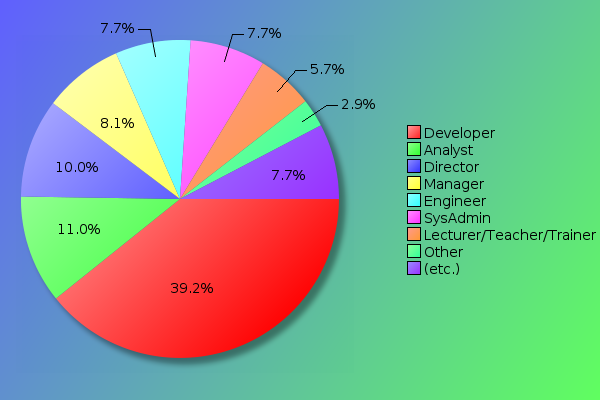 7.7%
7.7%
5.7%
2.9%
8.1%
10.0%
7.7%
11.0%
39.2%
Developer
Analyst
Director
Manager
Engineer
SysAdmin
Lecturer/Teacher/Trainer
Other
(etc.)